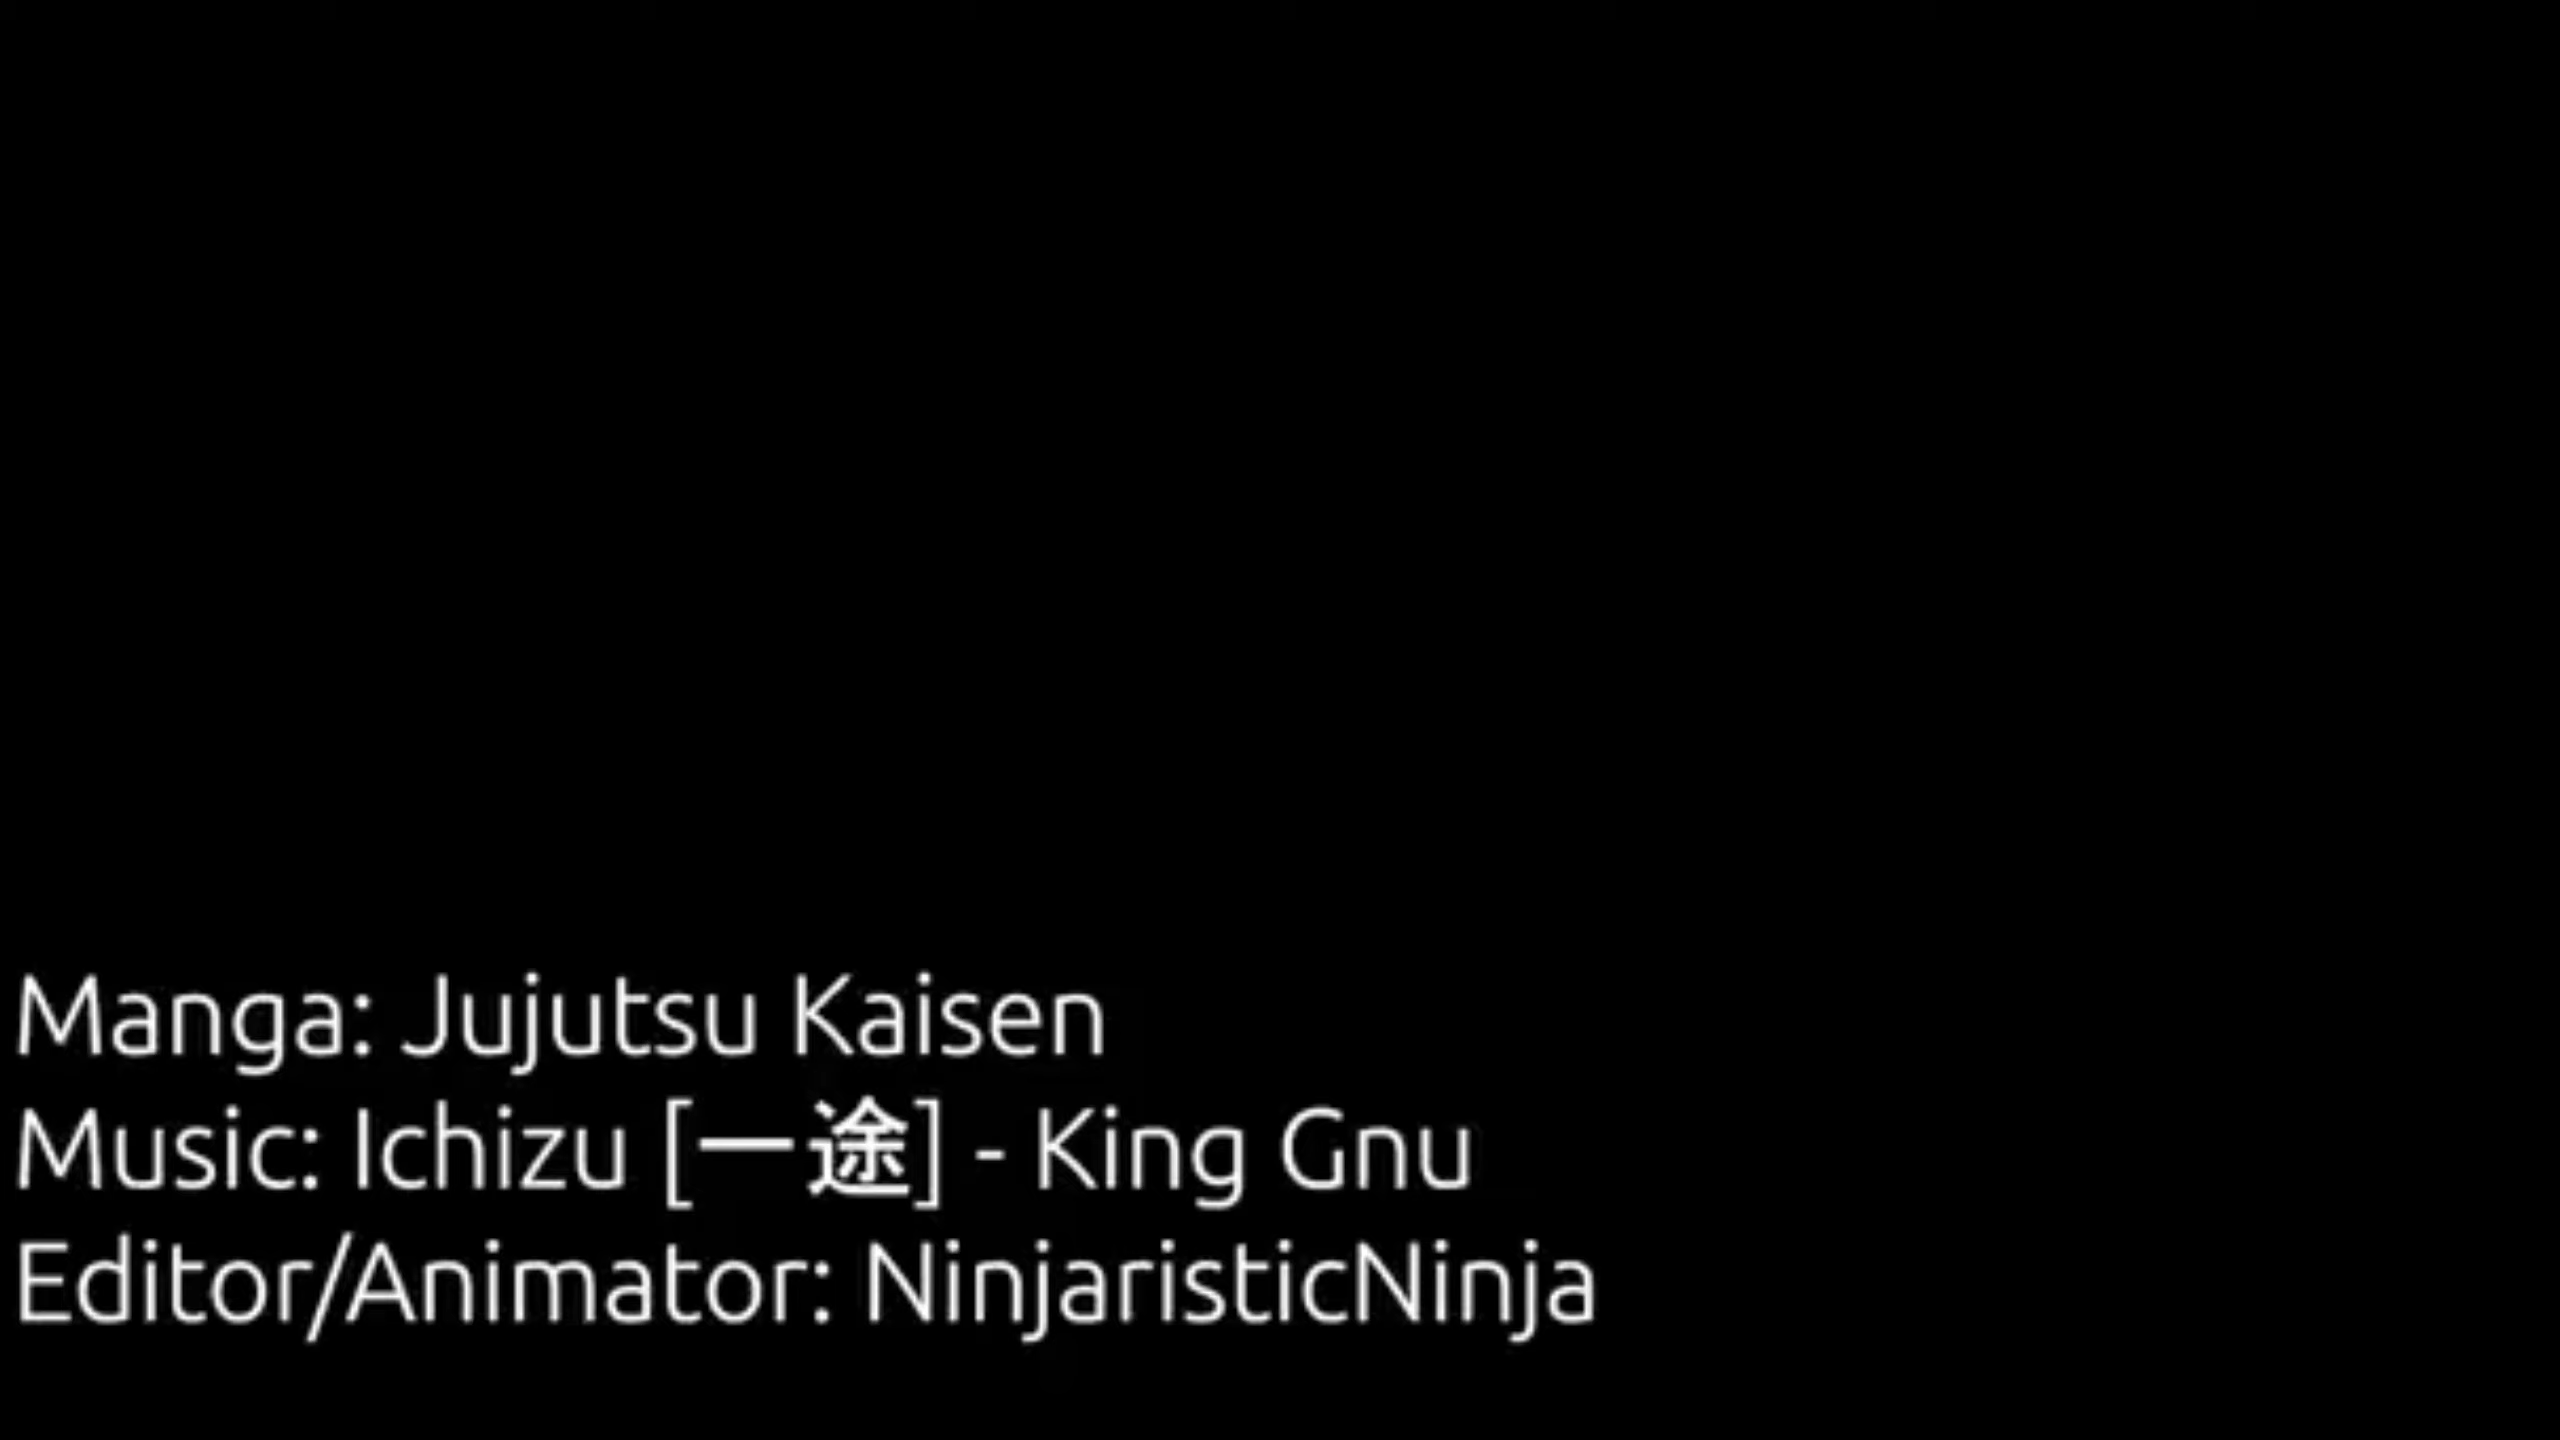 Manga: Jujutsu Kaisen
Music: Ichizu [一途] - King Gnu
Editor/Animator: NinjaristicNinja